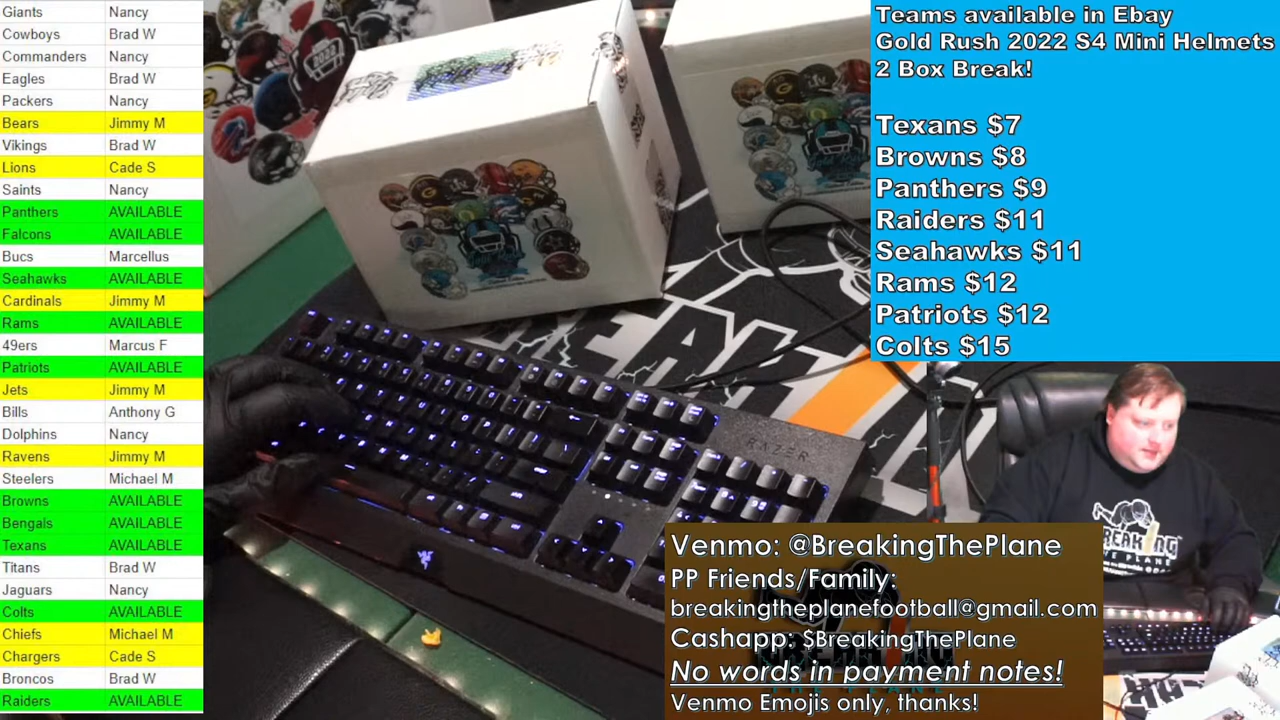 Giants Nancy
Cowboys Brad W
Commanders Nancy
Eagles Brad W
Packers Nancy
Bears Jimmy M
Vikings Brad W
Lions Cade S
Saints Nancy
Panthers AVAILABLE
Falcons AVAILABLE
Bucs Marcellus
Seahawks AVAILABLE
Cardinals Jimmy M
Rams AVAILABLE
49ers Marcus F
Patriots AVAILABLE
Jets Jimmy M
Bills Anthony G
Dolphins Nancy
Ravens Jimmy M
Steelers Michael M
Browns AVAILABLE
Bengals AVAILABLE
Texans AVAILABLE
Titans Brad W
Jaguars Nancy
Colts AVAILABLE
Chiefs Michael M
Chargers Cade S
Broncos Brad W
Raiders AVAILABLE
Teams available in Ebay
Gold Rush 2022 S4 Mini Helmets
2 Box Break!
Texans $7
Browns $8
Panthers $9
Raiders $11
Seahawks $11
Rams $12
Patriots $12
Colts $15
2022
RAZER
Venmo: @BreakingThePlane
PP Friends/Family:
breakingtheplanefootball@gmail.com
Cashapp: $BreakingThePlane
No words in payment notes!
Venmo Emojis only, thanks!